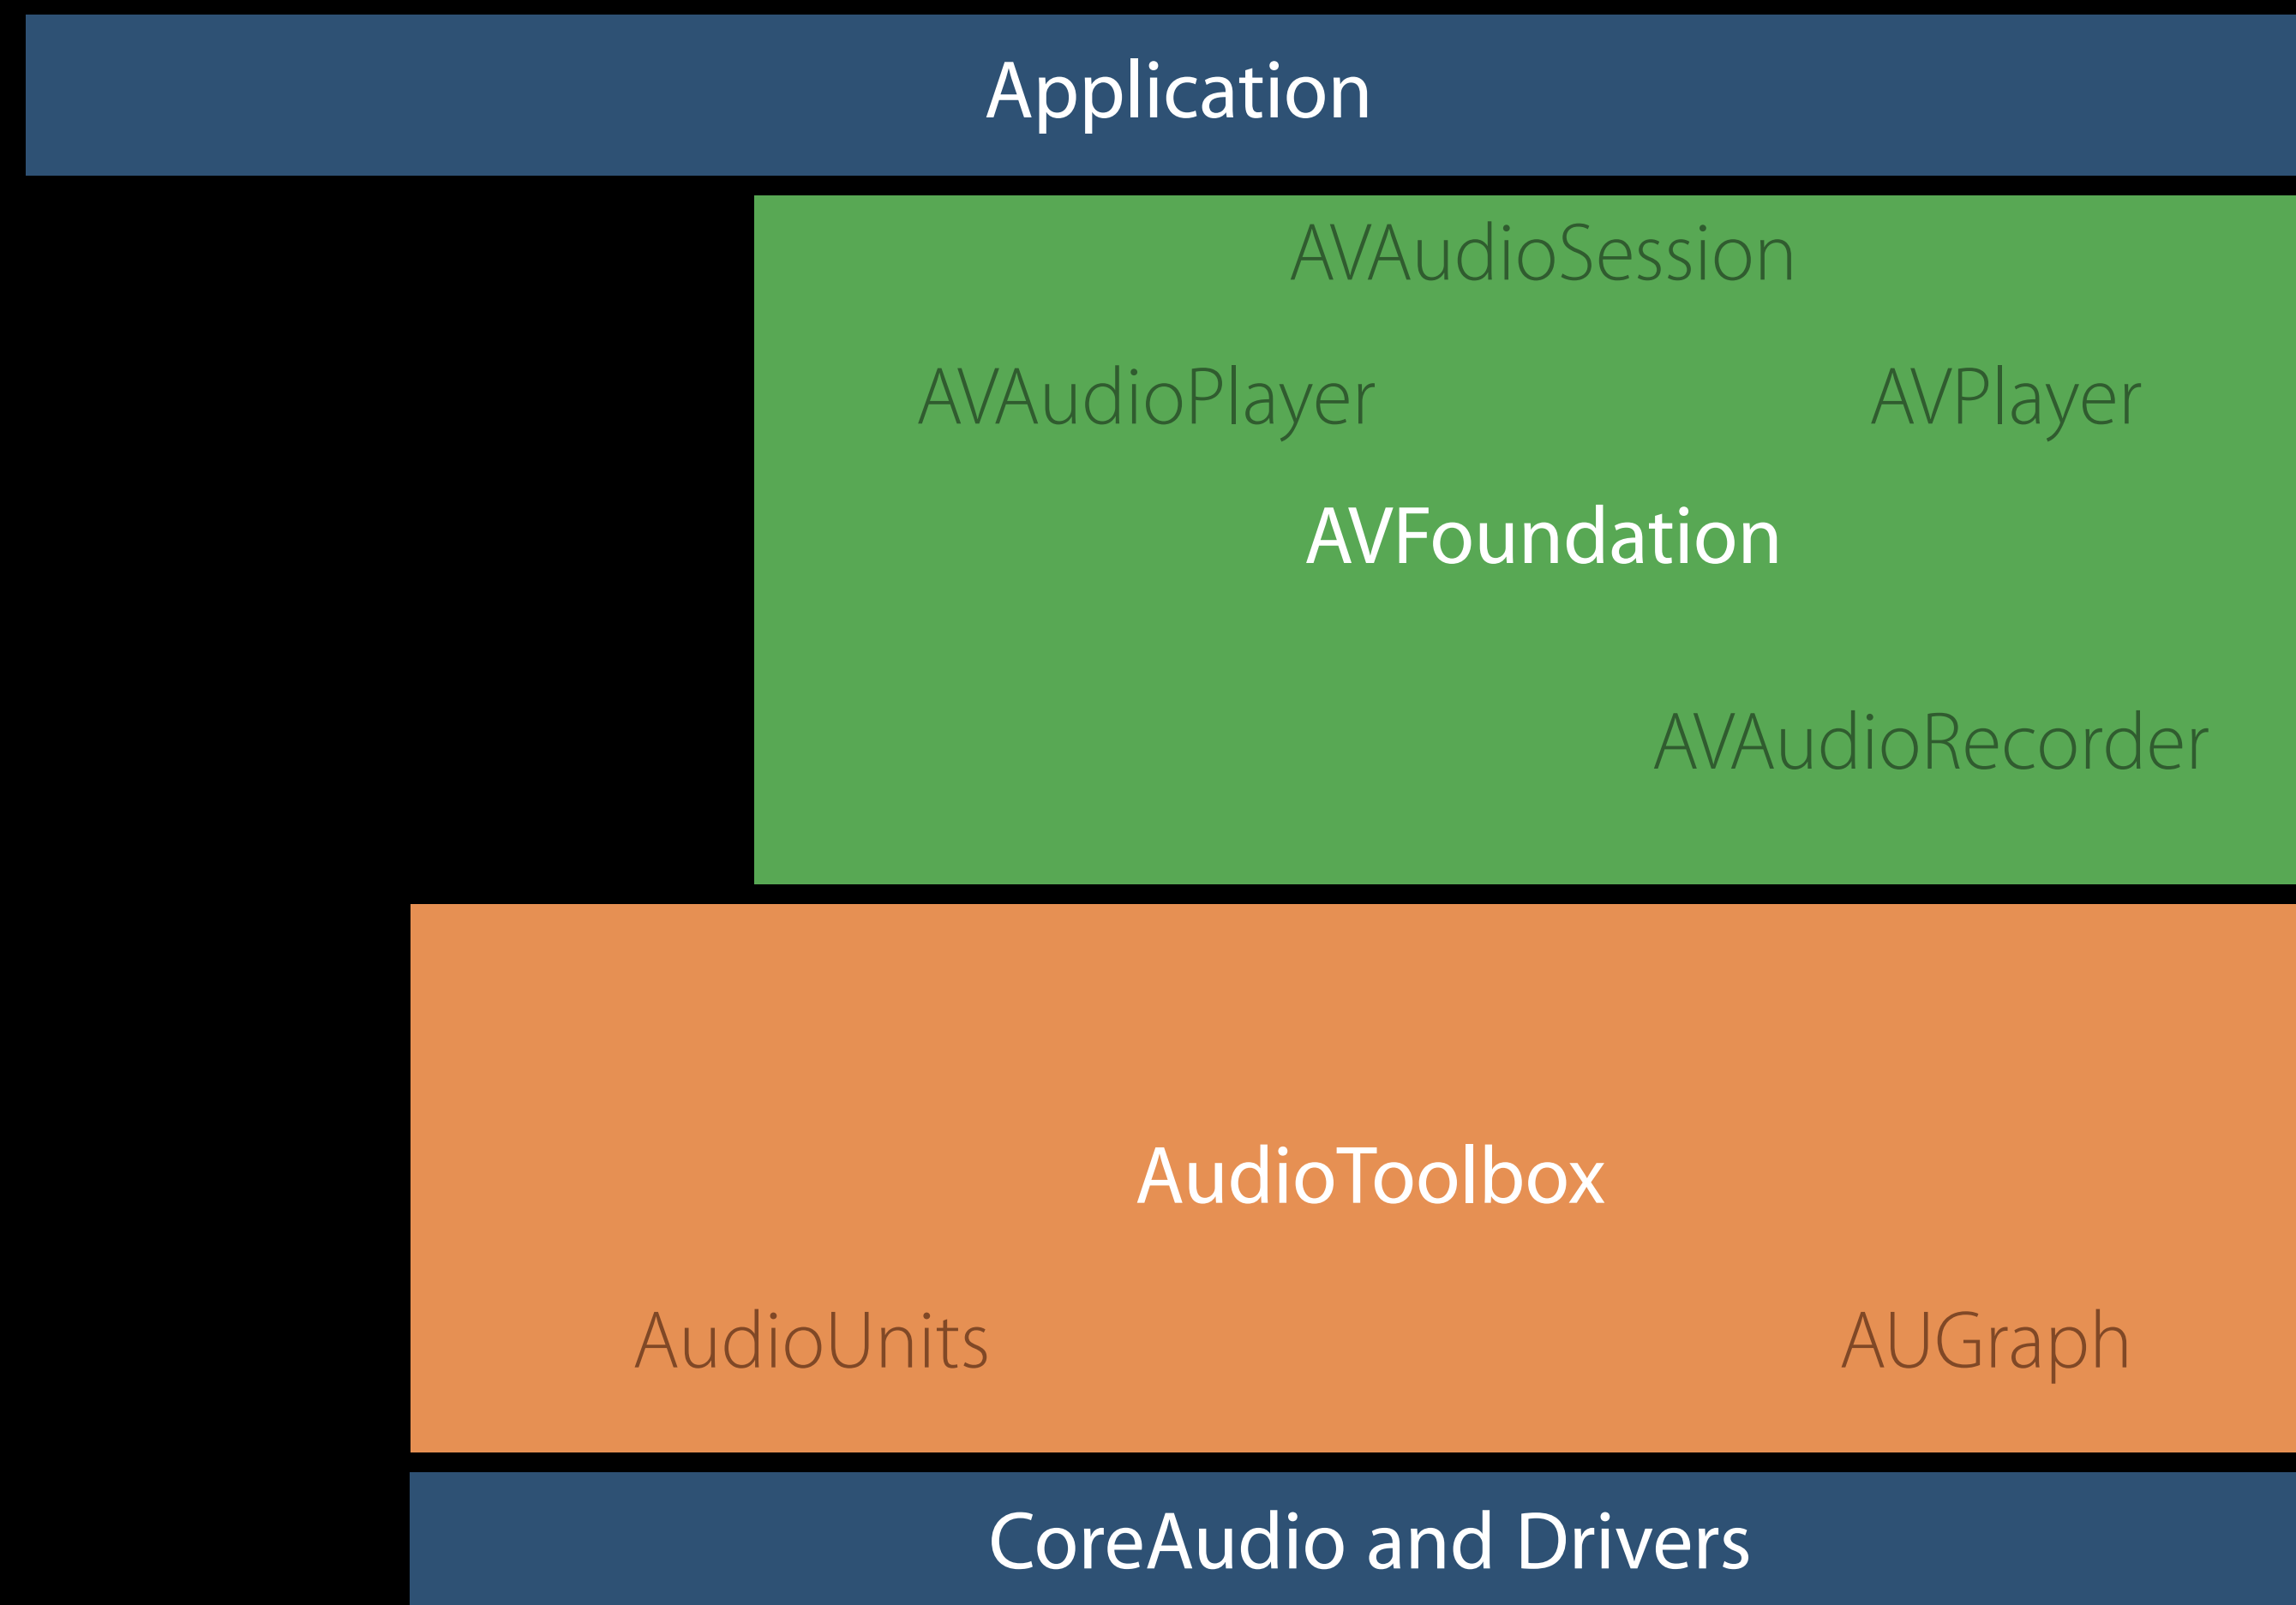 Application
AVAudioSession
AVAudioPlayer AVPlayer
AVFoundation
AVAudioRecorder
AudioToolbox
AudioUnits AUGraph
CoreAudio and Drivers